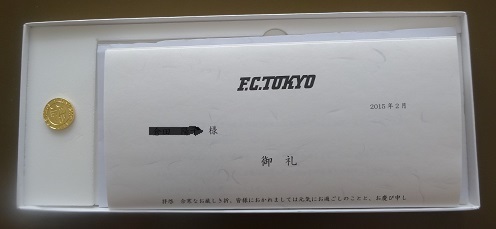 F.C.TOKYO
2015年2月
様
御礼
拝啓 余寒なお厳しき折、皆様におかれましては元気にお過ごしのことと、お慶び申し